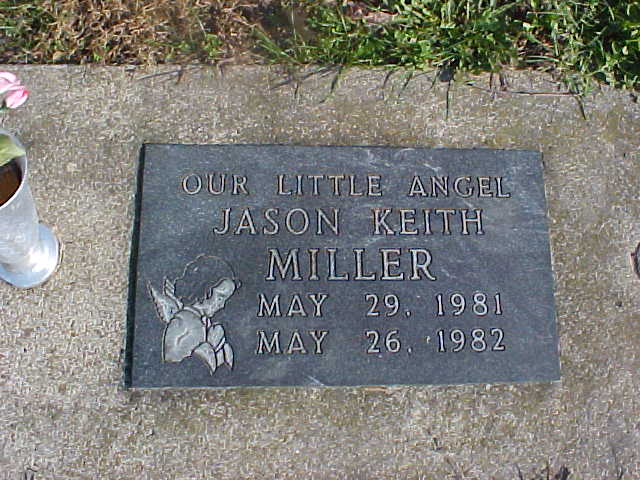 OUR LITTLE ANGEL
JASON KEITH
MILLER
MAY 29, 1981
MAY 26, 1982